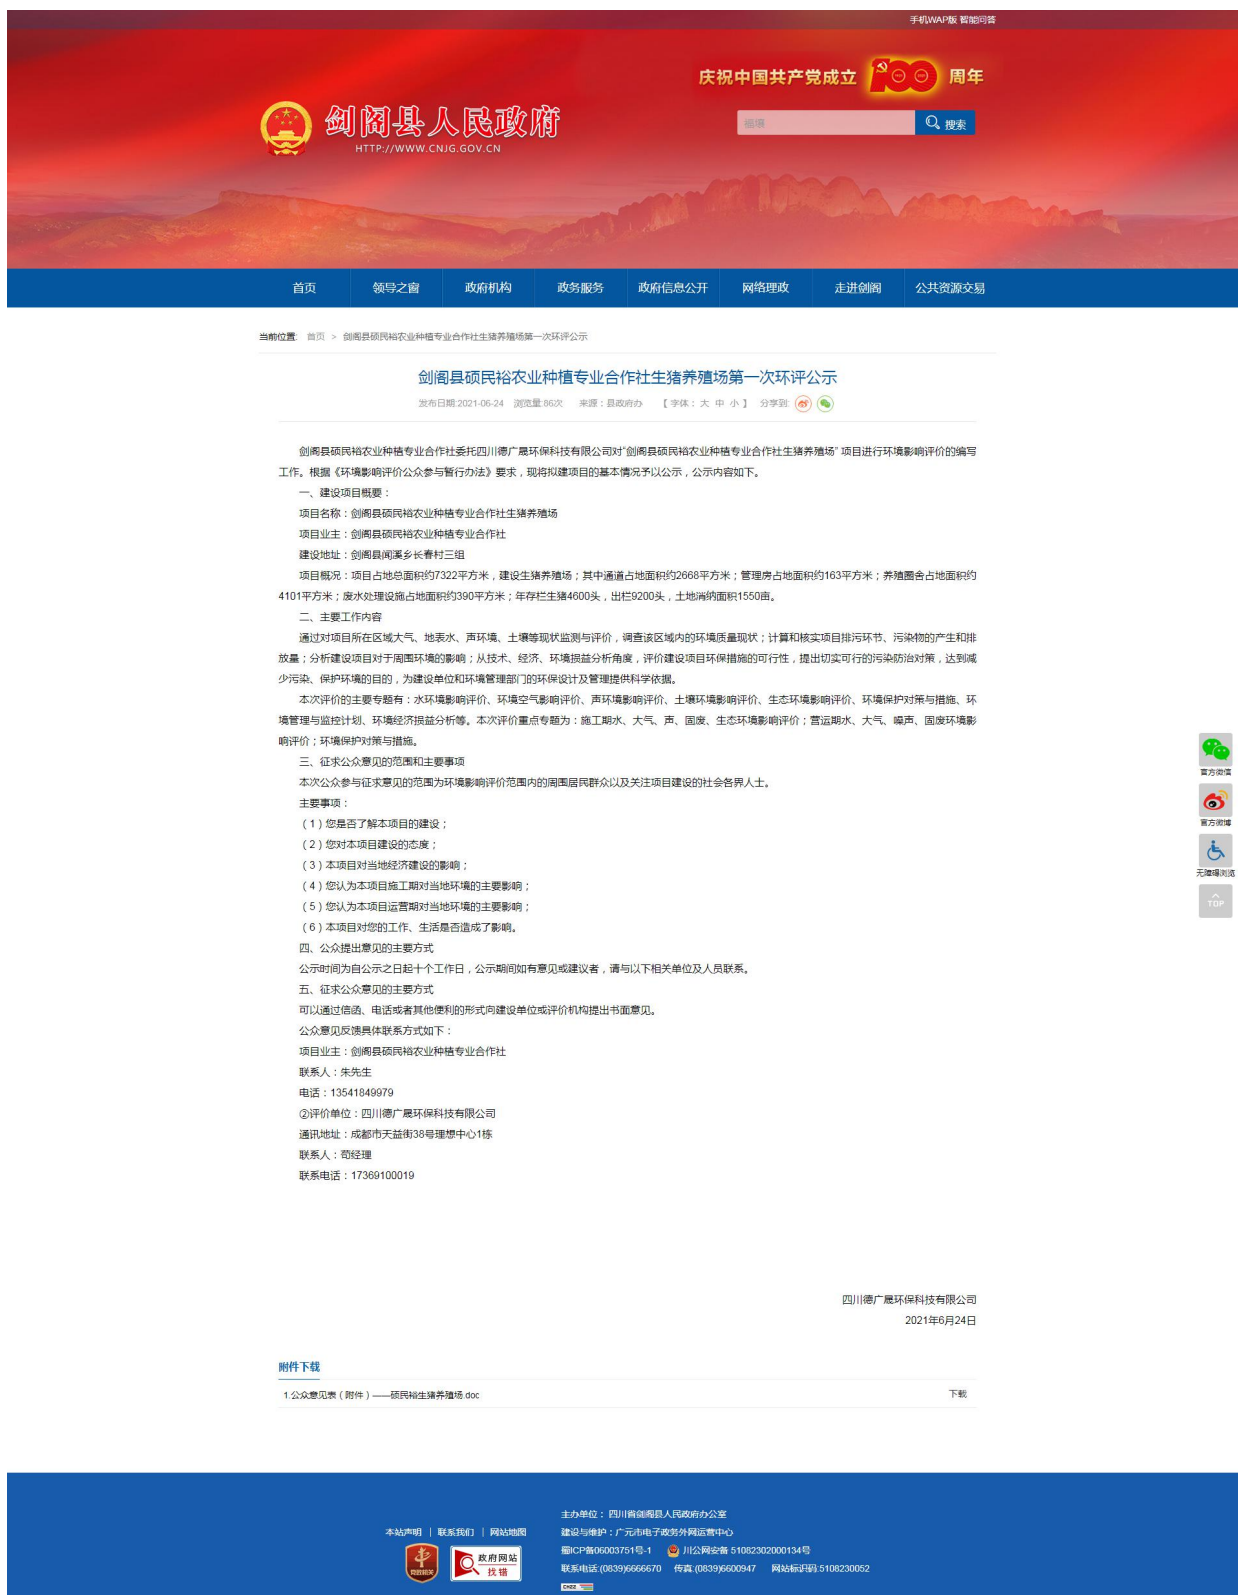 手机WAP版 智能问答
庆祝中国共产党成立 100 周年
剑阁县人民政府
HTTP://WWW.CNJG.GOV.CN
搜索
首页 领导之窗 政府机构 政务服务 政府信息公开 网络理政 走进剑阁 公共资源交易
当前位置: 首页 > 剑阁县硕民裕农业种植专业合作社生猪养殖场第一次环评公示
剑阁县硕民裕农业种植专业合作社生猪养殖场第一次环评公示
发布日期:2021-06-24 浏览量:86次 来源：县政府办 【 字体： 大 中 小 】 分享到:
剑阁县硕民裕农业种植专业合作社委托四川德广晟环保科技有限公司对“剑阁县硕民裕农业种植专业合作社生猪养殖场” 项目进行环境影响评价的编写
工作。根据《环境影响评价公众参与暂行办法》要求，现将拟建项目的基本情况予以公示，公示内容如下。
一、建设项目概要：
项目名称：剑阁县硕民裕农业种植专业合作社生猪养殖场
项目业主：剑阁县硕民裕农业种植专业合作社
建设地址：剑阁县闻溪乡长春村三组
项目概况：项目占地总面积约7322平方米，建设生猪养殖场；其中通道占地面积约2668平方米；管理房占地面积约163平方米；养殖圈舍占地面积约
4101平方米；废水处理设施占地面积约390平方米；年存栏生猪4600头，出栏9200头，土地消纳面积1550亩。
二、主要工作内容
通过对项目所在区域大气、地表水、声环境、土壤等现状监测与评价，调查该区域内的环境质量现状；计算和核实项目排污环节、污染物的产生和排
放量；分析建设项目对于周围环境的影响；从技术、经济、环境损益分析角度，评价建设项目环保措施的可行性，提出切实可行的污染防治对策，达到减
少污染、保护环境的目的，为建设单位和环境管理部门的环保设计及管理提供科学依据。
本次评价的主要专题有：水环境影响评价、环境空气影响评价、声环境影响评价、土壤环境影响评价、生态环境影响评价、环境保护对策与措施、环
境管理与监控计划、环境经济损益分析等。本次评价重点专题为：施工期水、大气、声、固废、生态环境影响评价；营运期水、大气、噪声、固废环境影
响评价；环境保护对策与措施。
三、征求公众意见的范围和主要事项
本次公众参与征求意见的范围为环境影响评价范围内的周围居民群众以及关注项目建设的社会各界人士。
主要事项：
（1）您是否了解本项目的建设；
（2）您对本项目建设的态度；
（3）本项目对当地经济建设的影响；
（4）您认为本项目施工期对当地环境的主要影响；
（5）您认为本项目运营期对当地环境的主要影响；
（6）本项目对您的工作、生活是否造成了影响。
四、公众提出意见的主要方式
公示时间为自公示之日起十个工作日，公示期间如有意见或建议者，请与以下相关单位及人员联系。
五、征求公众意见的主要方式
可以通过信函、电话或者其他便利的形式向建设单位或评价机构提出书面意见。
公众意见反馈具体联系方式如下：
项目业主：剑阁县硕民裕农业种植专业合作社
联系人：朱先生
电话：13541849979
②评价单位：四川德广晟环保科技有限公司
通讯地址：成都市天益街38号理想中心1栋
联系人：苟经理
联系电话：17369100019
四川德广晟环保科技有限公司
2021年6月24日
附件下载
1.公众意见表（附件）——硕民裕生猪养殖场.doc 下载
官方微信
官方微博
无障碍浏览
TOP
本站声明 | 联系我们 | 网站地图
党政机关
政府网站
找错
主办单位： 四川省剑阁县人民政府办公室
建设与维护：广元市电子政务外网运营中心
蜀ICP备06003751号-1 川公网安备 51082302000134号
联系电话:(0839)6666670 传真:(0839)6600947 网站标识码:5108230052
CNZZ